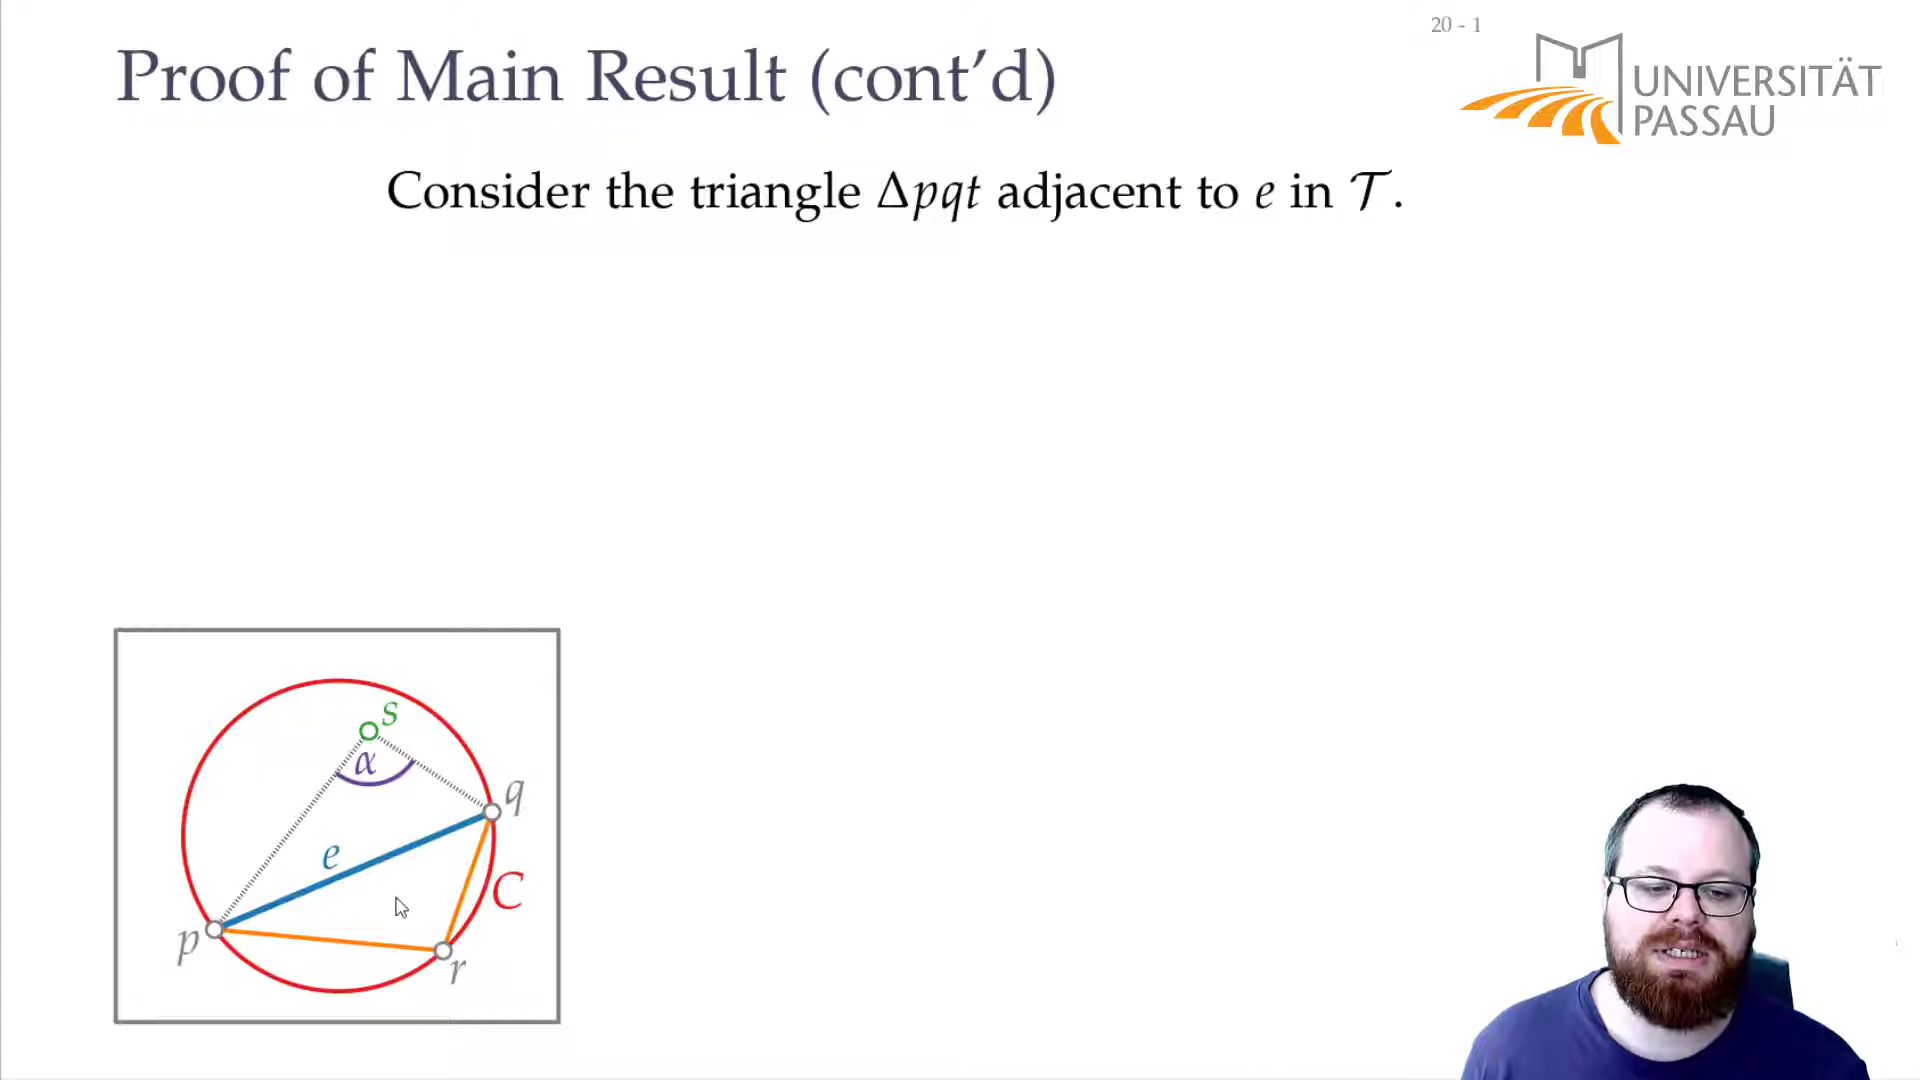 20 - 1
Proof of Main Result (cont’d)
UNIVERSITÄT
PASSAU
Consider the triangle Δpqt adjacent to e in 𝒯.
s
α
q
e
C
p
r